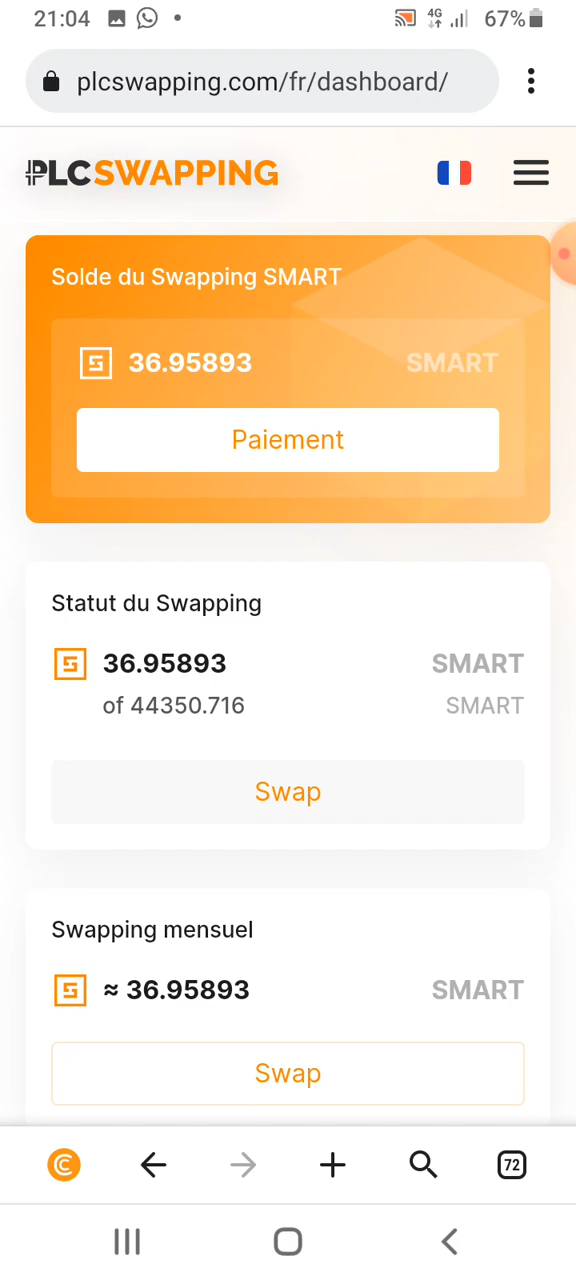 21:04
4G
67%
plcswapping.com/fr/dashboard/
PLCSWAPPING
Solde du Swapping SMART
36.95893 SMART
Paiement
Statut du Swapping
36.95893 SMART
of 44350.716 SMART
Swap
Swapping mensuel
≈ 36.95893 SMART
Swap
72